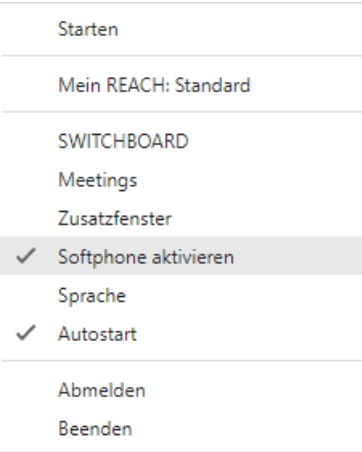 Starten
Mein REACH: Standard
SWITCHBOARD
Meetings
Zusatzfenster
Softphone aktivieren
Sprache
Autostart
Abmelden
Beenden